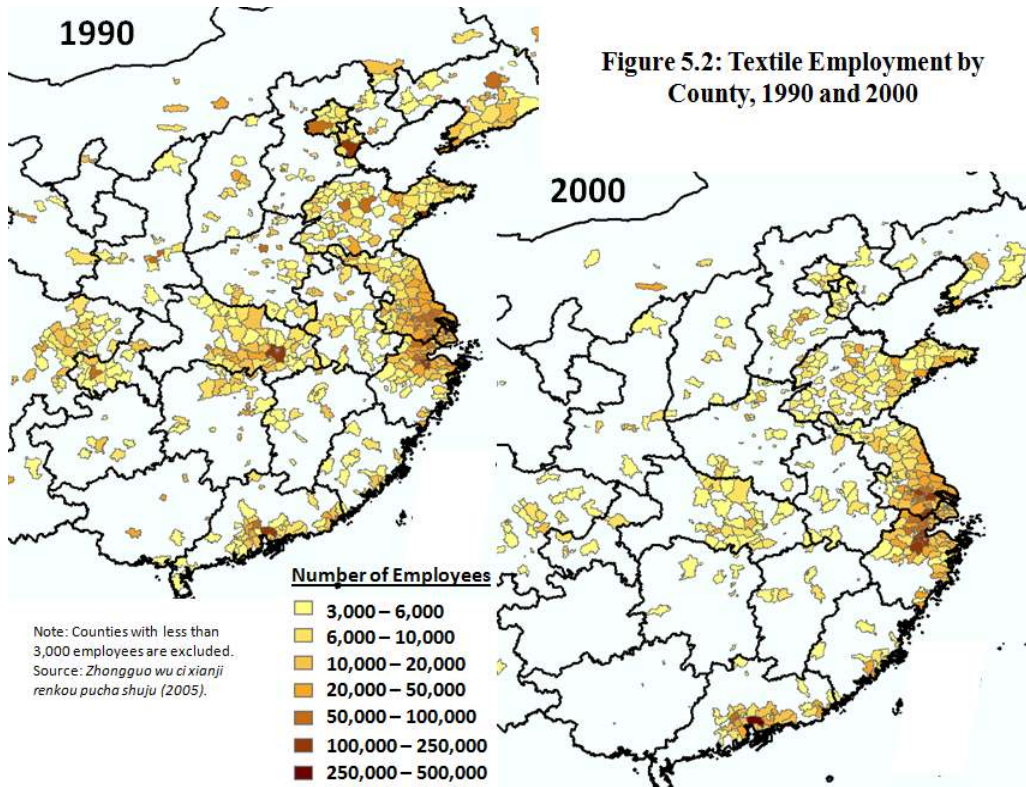 1990
Figure 5.2: Textile Employment by
County, 1990 and 2000
2000
Number of Employees
3,000 – 6,000
6,000 – 10,000
10,000 – 20,000
20,000 – 50,000
50,000 – 100,000
100,000 – 250,000
250,000 – 500,000
Note: Counties with less than
3,000 employees are excluded.
Source: Zhongguo wu ci xianji
renkou pucha shuju (2005).